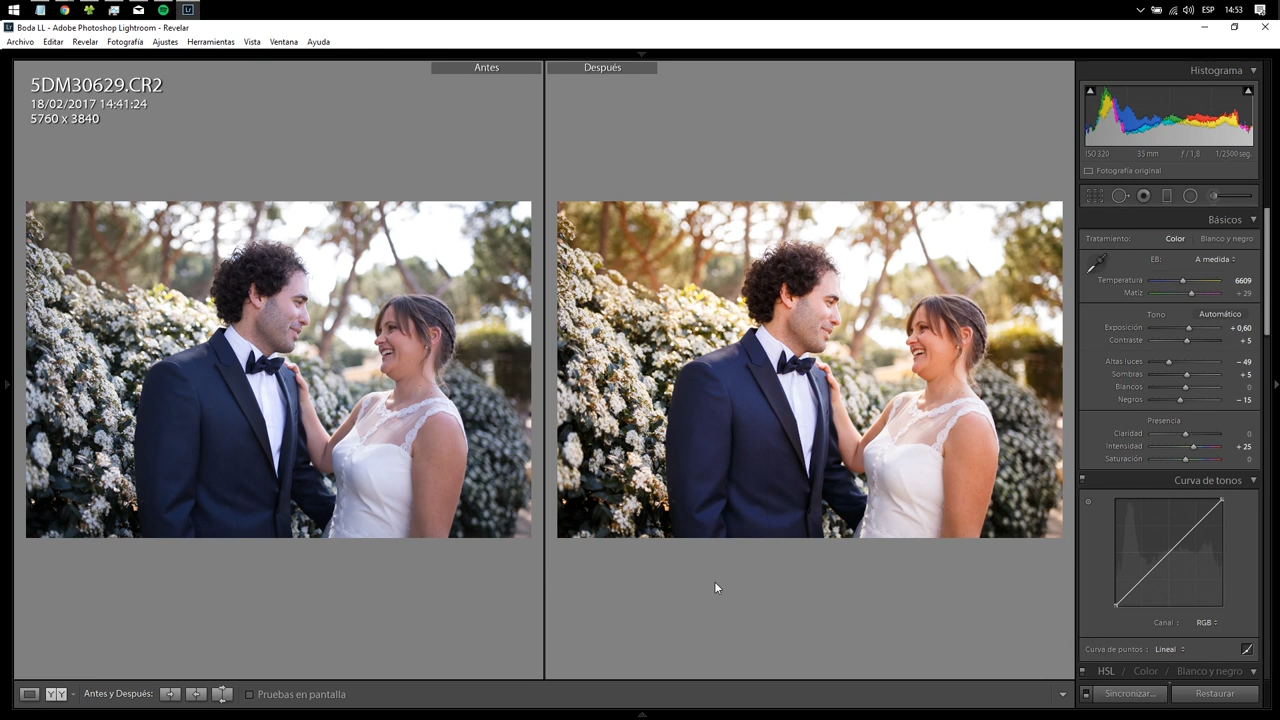 ESP 14:53
Boda LL - Adobe Photoshop Lightroom - Revelar
Archivo Editar Revelar Fotografía Ajustes Herramientas Vista Ventana Ayuda
Antes
Después
5DM30629.CR2
18/02/2017 14:41:24
5760 x 3840
Histograma
ISO 320 35 mm ƒ / 1,8 1/2500 seg.
Fotografía original
Básicos
Tratamiento: Color Blanco y negro
EB: A medida
Temperatura 6609
Matiz + 29
Tono Automático
Exposición + 0,60
Contraste + 5
Altas luces – 49
Sombras + 5
Blancos 0
Negros – 15
Presencia
Claridad 0
Intensidad + 25
Saturación 0
Curva de tonos
Canal : RGB
Curva de puntos : Lineal
HSL / Color / Blanco y negro
YY Antes y Después: Pruebas en pantalla
Sincronizar... Restaurar